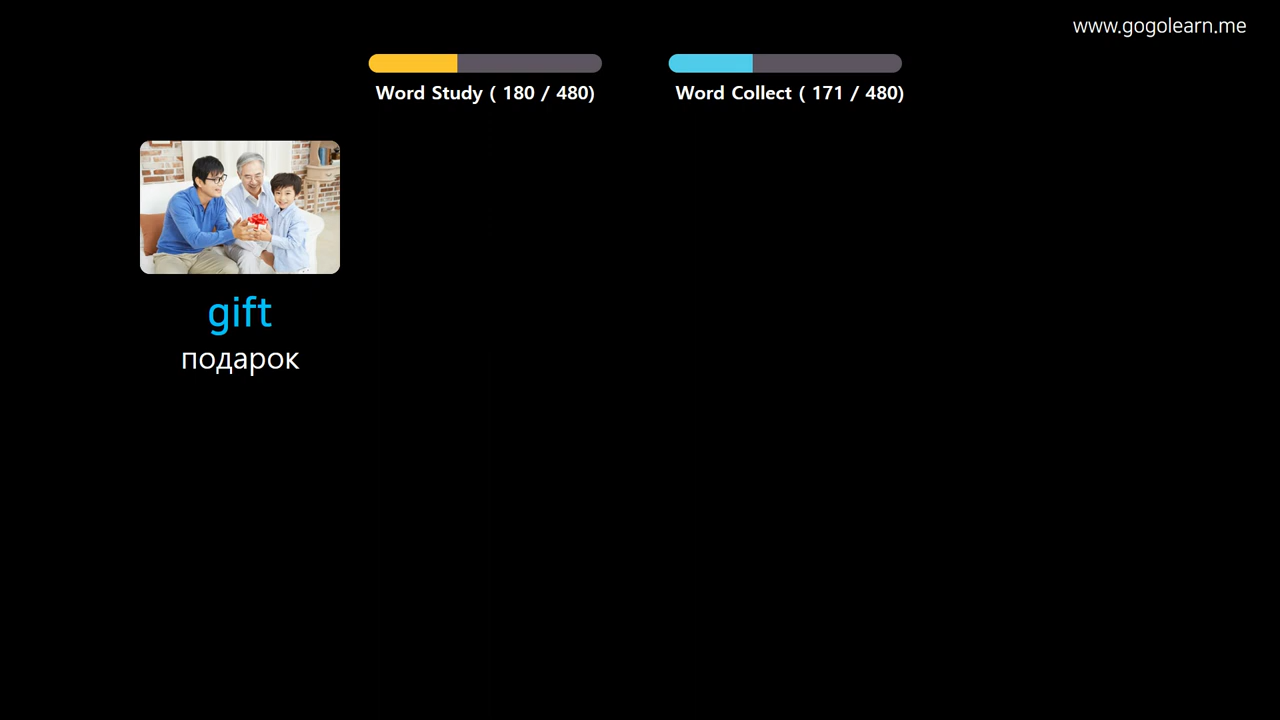 www.gogolearn.me
Word Study ( 180 / 480)
Word Collect ( 171 / 480)
gift
подарок